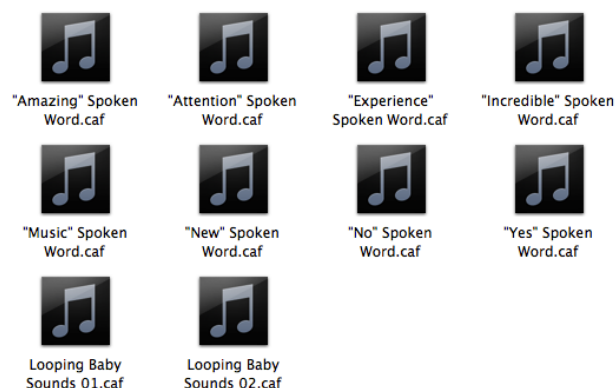 "Amazing" Spoken
Word.caf
"Attention" Spoken
Word.caf
"Experience"
Spoken Word.caf
"Incredible" Spoken
Word.caf
"Music" Spoken
Word.caf
"New" Spoken
Word.caf
"No" Spoken
Word.caf
"Yes" Spoken
Word.caf
Looping Baby
Sounds 01.caf
Looping Baby
Sounds 02.caf